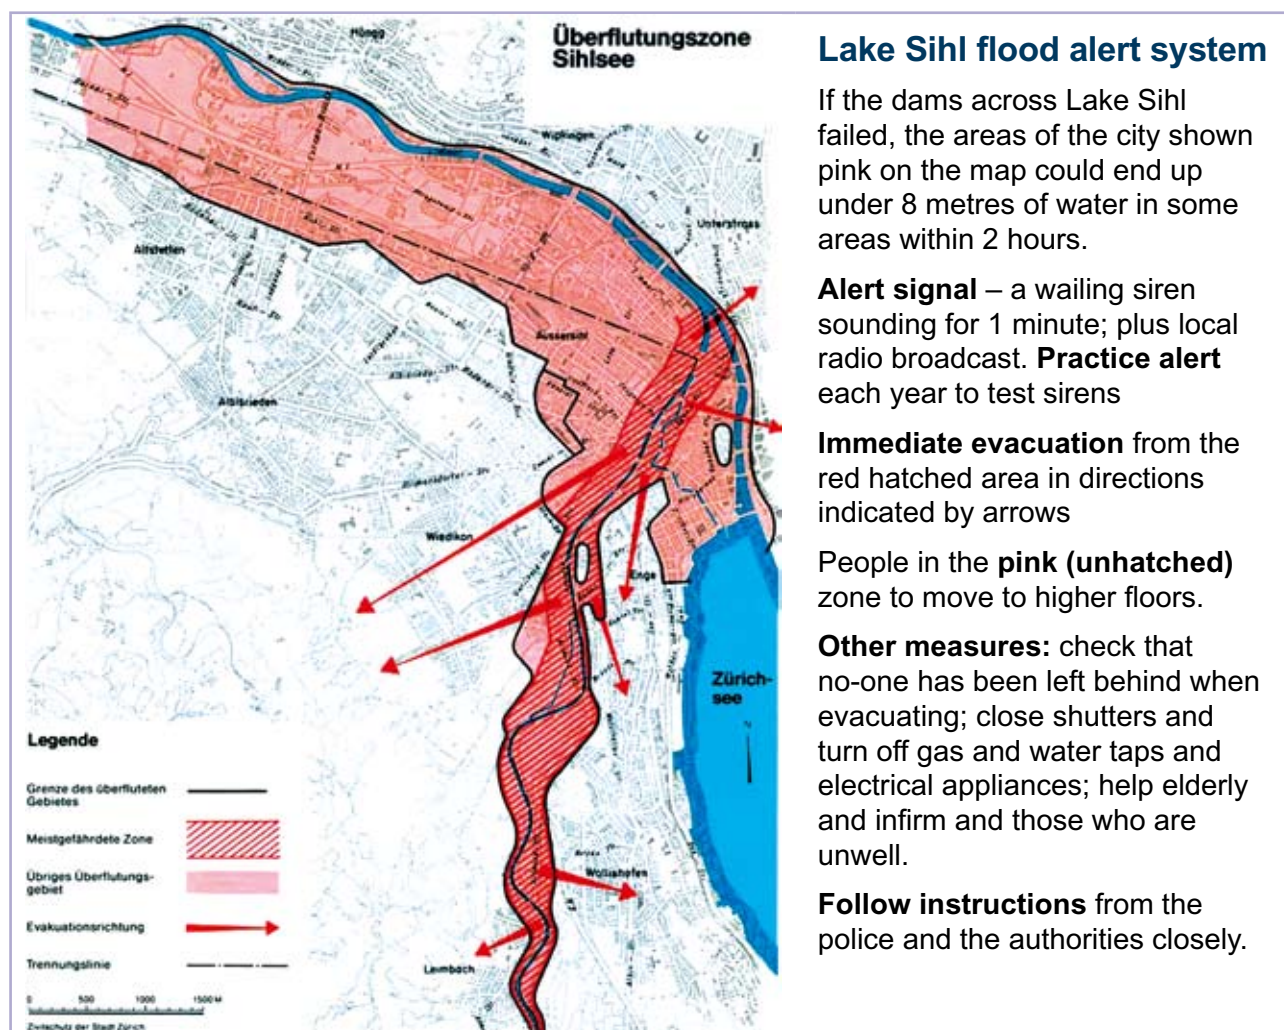 Überflutungszone
Sihlsee
Höngg
Wipkingen
Unterstrass
Altstetten
Aussersihl
Albisrieden
Wiedikon
Enge
Zürich-
see
Wollishofen
Leimbach
Legende
Grenze des überfluteten
Gebietes
Meistgefährdete Zone
Übriges Überflutungs-
gebiet
Evakuationsrichtung
Trennungslinie
0 500 1000 1500 M
Zivilschutz der Stadt Zürich
Lake Sihl flood alert system
If the dams across Lake Sihl
failed, the areas of the city shown
pink on the map could end up
under 8 metres of water in some
areas within 2 hours.
Alert signal – a wailing siren
sounding for 1 minute; plus local
radio broadcast. Practice alert
each year to test sirens
Immediate evacuation from the
red hatched area in directions
indicated by arrows
People in the pink (unhatched)
zone to move to higher floors.
Other measures: check that
no-one has been left behind when
evacuating; close shutters and
turn off gas and water taps and
electrical appliances; help elderly
and infirm and those who are
unwell.
Follow instructions from the
police and the authorities closely.